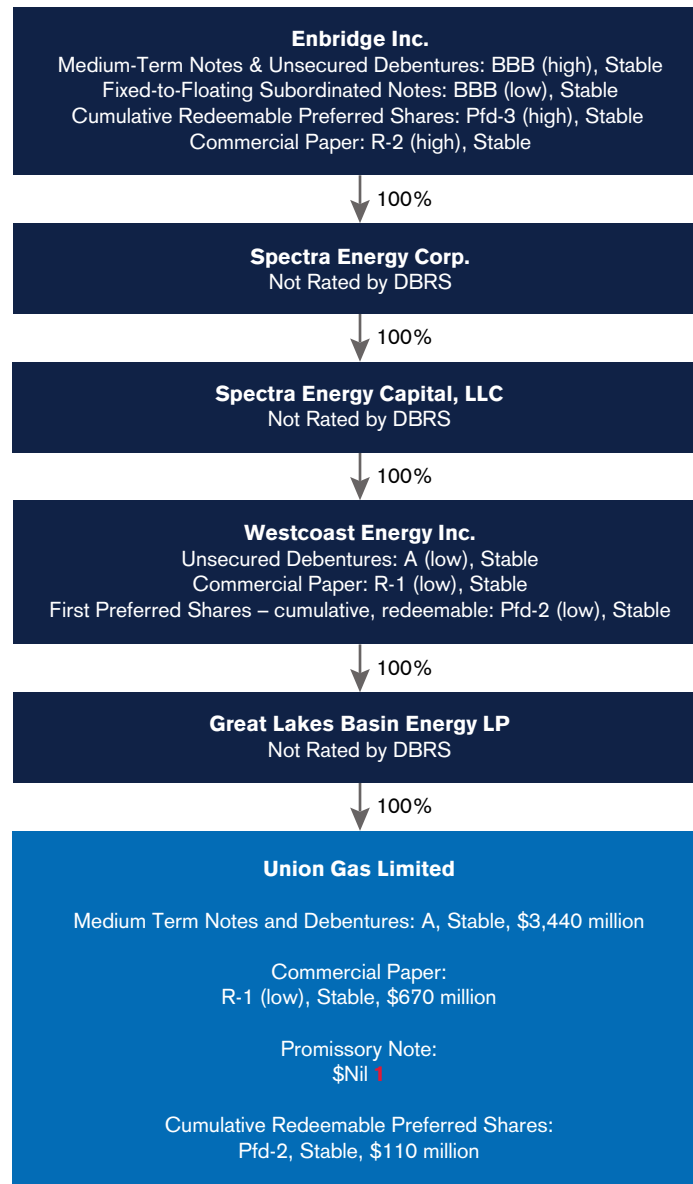 Enbridge Inc.
Medium-Term Notes & Unsecured Debentures: BBB (high), Stable
Fixed-to-Floating Subordinated Notes: BBB (low), Stable
Cumulative Redeemable Preferred Shares: Pfd-3 (high), Stable
Commercial Paper: R-2 (high), Stable
100%
Spectra Energy Corp.
Not Rated by DBRS
100%
Spectra Energy Capital, LLC
Not Rated by DBRS
100%
Westcoast Energy Inc.
Unsecured Debentures: A (low), Stable
Commercial Paper: R-1 (low), Stable
First Preferred Shares – cumulative, redeemable: Pfd-2 (low), Stable
100%
Great Lakes Basin Energy LP
Not Rated by DBRS
100%
Union Gas Limited
Medium Term Notes and Debentures: A, Stable, $3,440 million
Commercial Paper:
R-1 (low), Stable, $670 million
Promissory Note:
$Nil 1
Cumulative Redeemable Preferred Shares:
Pfd-2, Stable, $110 million